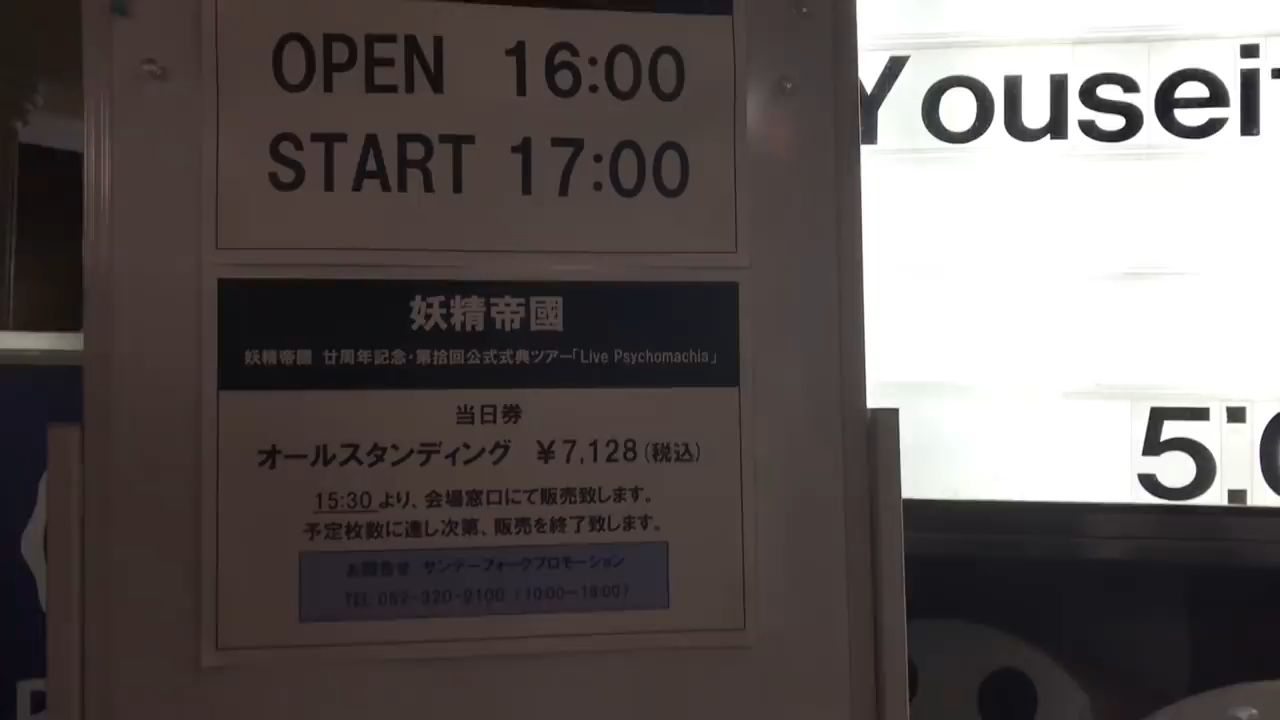 OPEN 16:00
START 17:00
妖精帝國
妖精帝國 廿周年記念・第拾回公式式典ツアー「Live Psychomachia」
当日券
オールスタンディング ¥7,128(税込)
15:30より、会場窓口にて販売致します。
予定枚数に達し次第、販売を終了致します。
お問合せ サンデーフォークプロモーション
TEL 052-320-9100 (10:00~18:00)
Yousei
5: